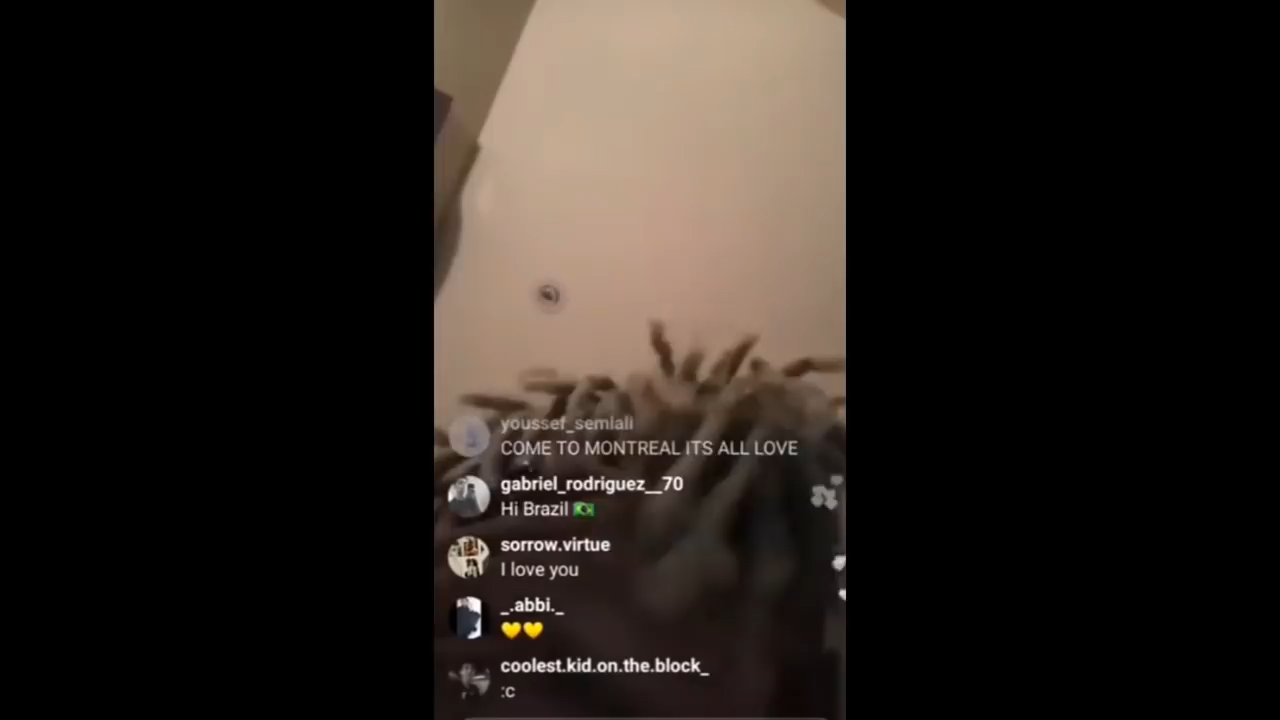 youssef_semlali
COME TO MONTREAL ITS ALL LOVE
gabriel_rodriguez__70
Hi Brazil 🇧🇷
sorrow.virtue
I love you
_.abbi._
💛💛
coolest.kid.on.the.block_
:c